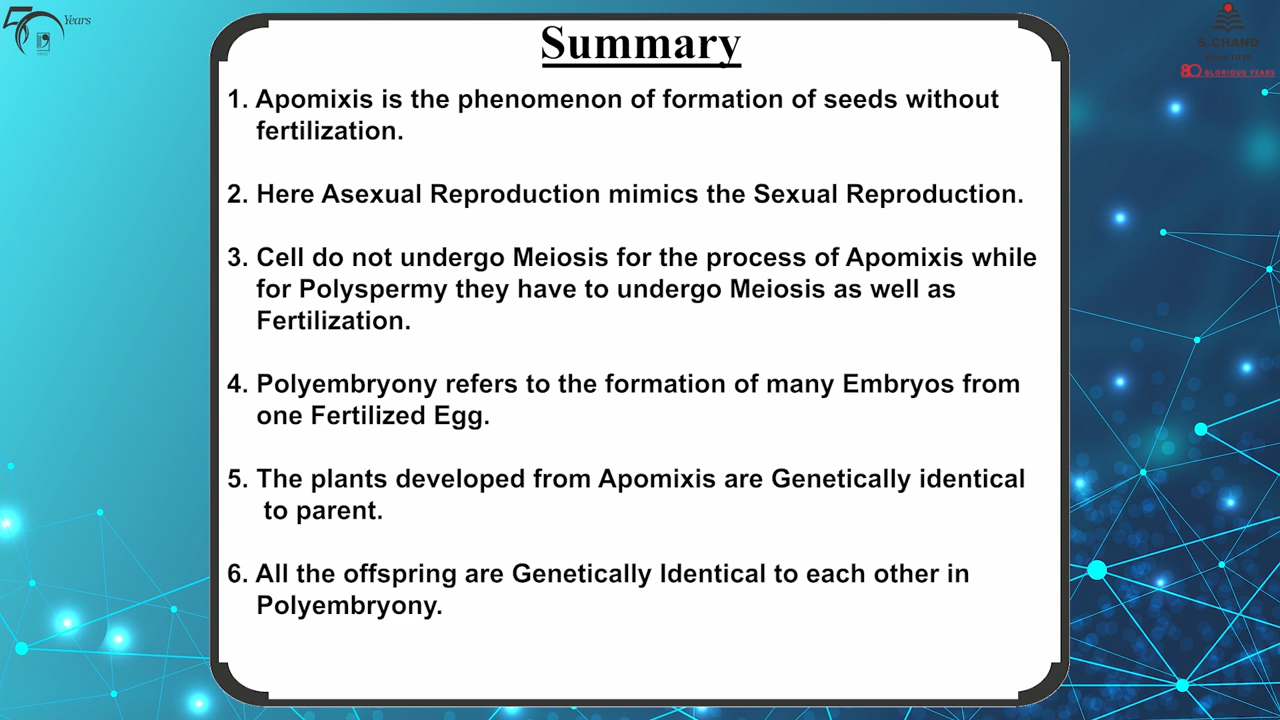 50 Years
S. CHAND
Since 1939
80 GLORIOUS YEARS
Summary
1. Apomixis is the phenomenon of formation of seeds without
fertilization.
2. Here Asexual Reproduction mimics the Sexual Reproduction.
3. Cell do not undergo Meiosis for the process of Apomixis while
for Polyspermy they have to undergo Meiosis as well as
Fertilization.
4. Polyembryony refers to the formation of many Embryos from
one Fertilized Egg.
5. The plants developed from Apomixis are Genetically identical
to parent.
6. All the offspring are Genetically Identical to each other in
Polyembryony.